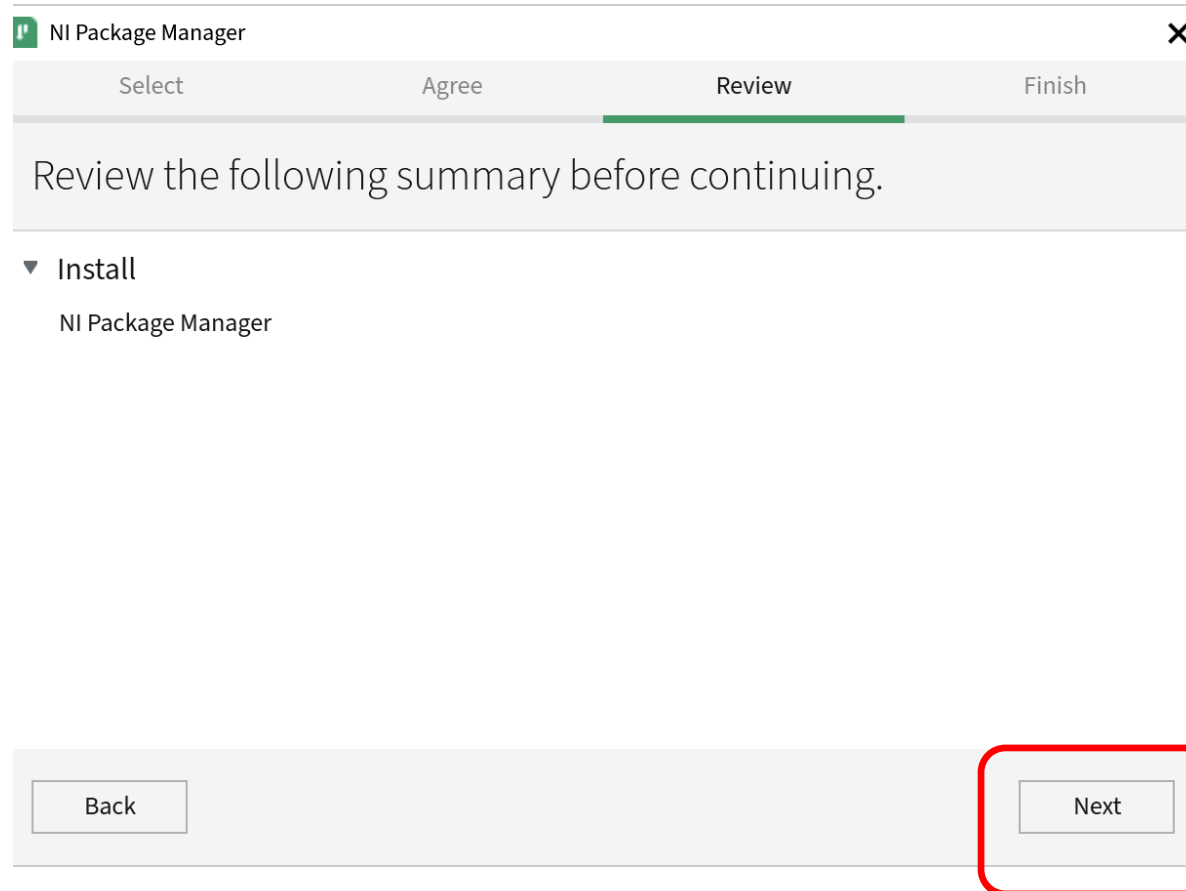 NI Package Manager
Select Agree Review Finish
Review the following summary before continuing.
Install
NI Package Manager
Back Next